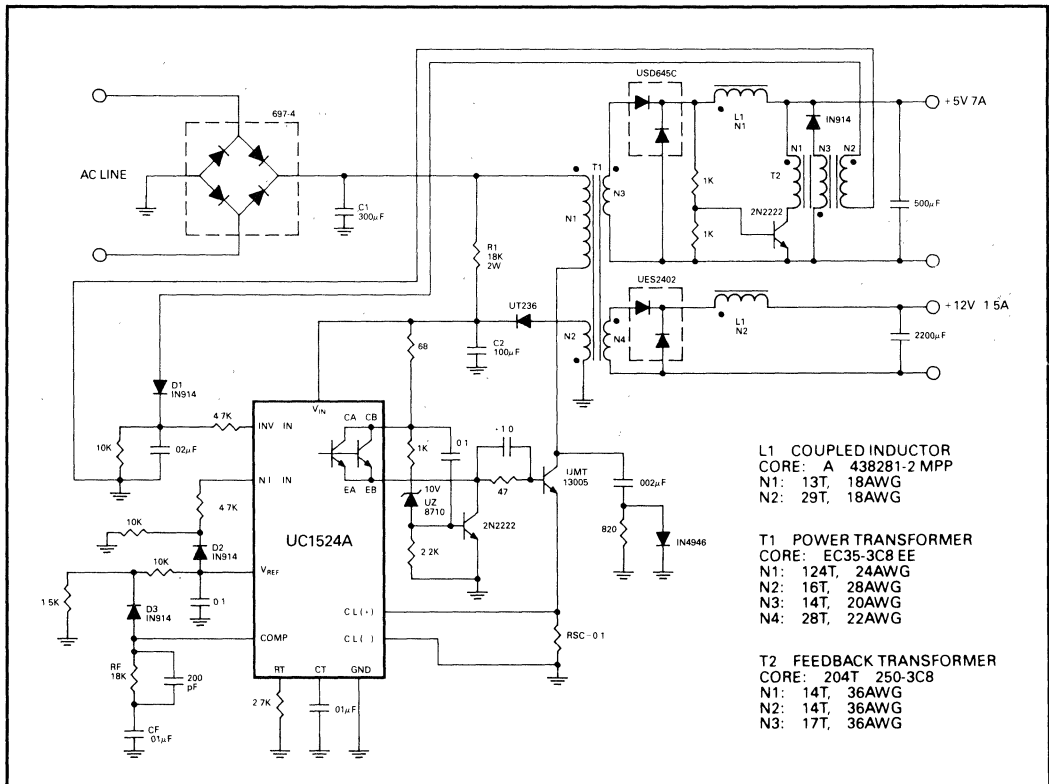 697-4
AC LINE
C1
300µF
R1
18K
2W
T1
N1
N2
N3
N4
USD645C
L1
N1
IN914
N1
N3
N2
T2
1K
1K
2N2222
500µF
+5V 7A
UES2402
L1
N2
+12V 1 5A
2200µF
UT236
C2
100µF
68
D1
IN914
10K
02µF
4 7K
4 7K
10K
D2
IN914
10K
1 5K
D3
IN914
0 1
RF
18K
200
pF
CF
01µF
VIN
INV IN
CA CB
EA EB
N I IN
UC1524A
VREF
COMP
CL(+)
CL( )
RT
CT
GND
2 7K
01µF
1K
0 1
10V
UZ
8710
2 2K
2N2222
1 0
47
UMT
13005
002µF
820
IN4946
RSC-0 1
L1 COUPLED INDUCTOR
CORE: A 438281-2 MPP
N1: 13T, 18AWG
N2: 29T, 18AWG
T1 POWER TRANSFORMER
CORE: EC35-3C8 EE
N1: 124T, 24AWG
N2: 16T, 28AWG
N3: 14T, 20AWG
N4: 28T, 22AWG
T2 FEEDBACK TRANSFORMER
CORE: 204T 250-3C8
N1: 14T, 36AWG
N2: 14T, 36AWG
N3: 17T, 36AWG